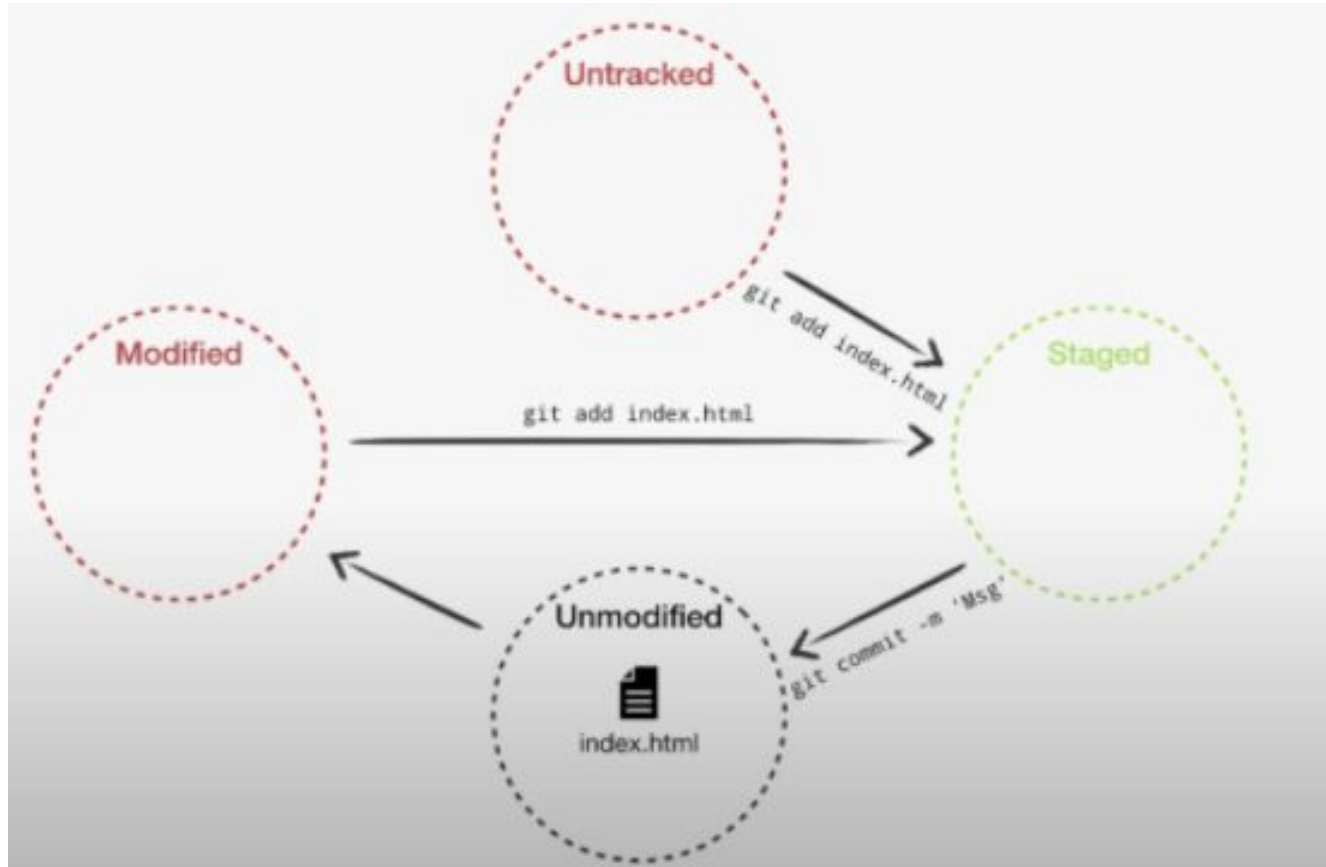 Untracked
git add index.html
Modified
Staged
git add index.html
Unmodified
git commit -m 'Msg'
index.html